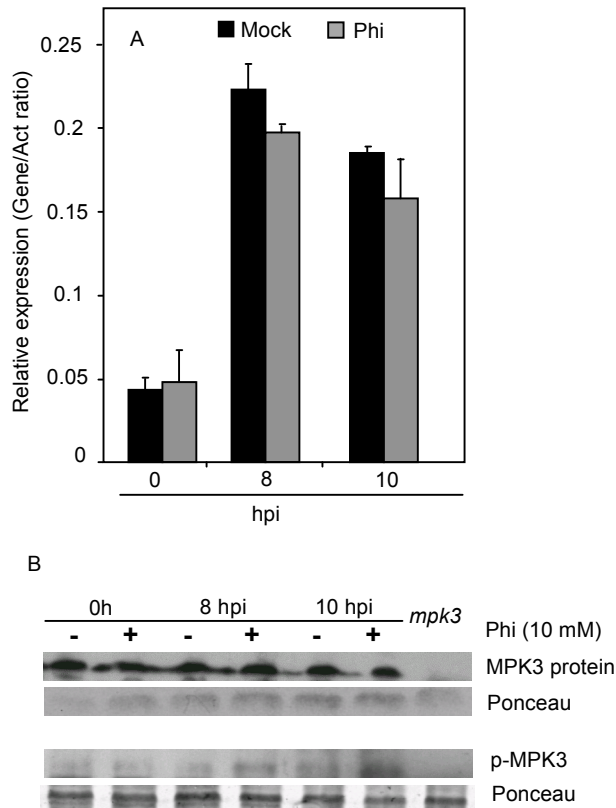 A
Mock
Phi
Relative expression (Gene/Act ratio)
0.25
0.2
0.15
0.1
0.05
0
0 8 10
hpi
B
0h 8 hpi 10 hpi mpk3
- + - + - + Phi (10 mM)
MPK3 protein
Ponceau
p-MPK3
Ponceau